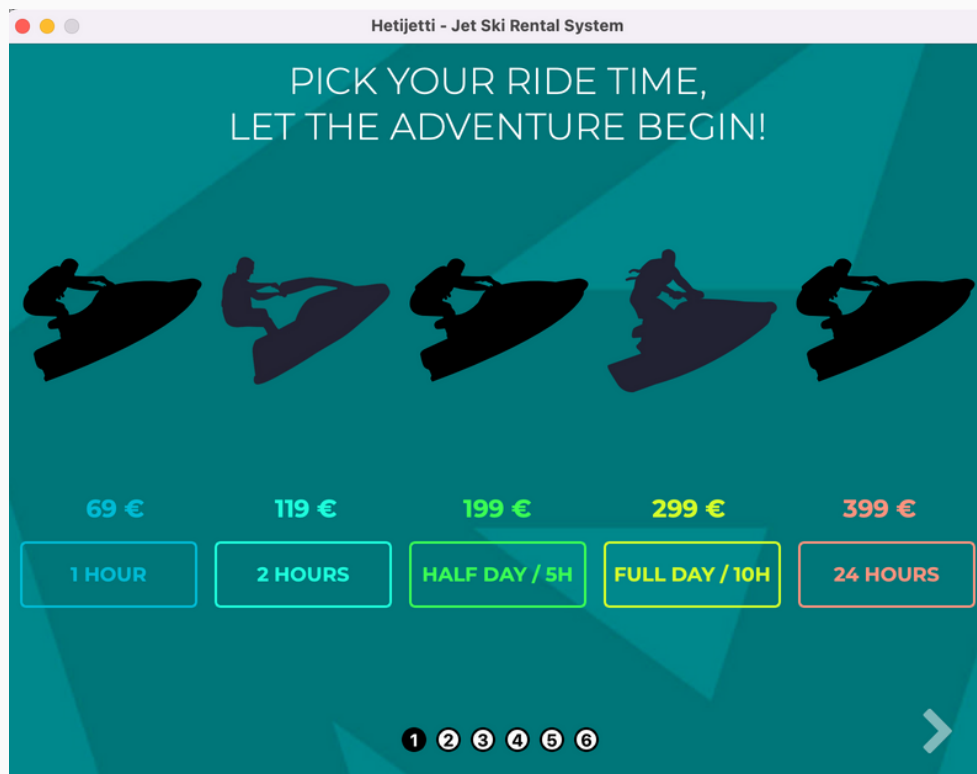 Hetijetti - Jet Ski Rental System
PICK YOUR RIDE TIME,
LET THE ADVENTURE BEGIN!
69 € 119 € 199 € 299 € 399 €
1 HOUR 2 HOURS HALF DAY / 5H FULL DAY / 10H 24 HOURS
1 2 3 4 5 6